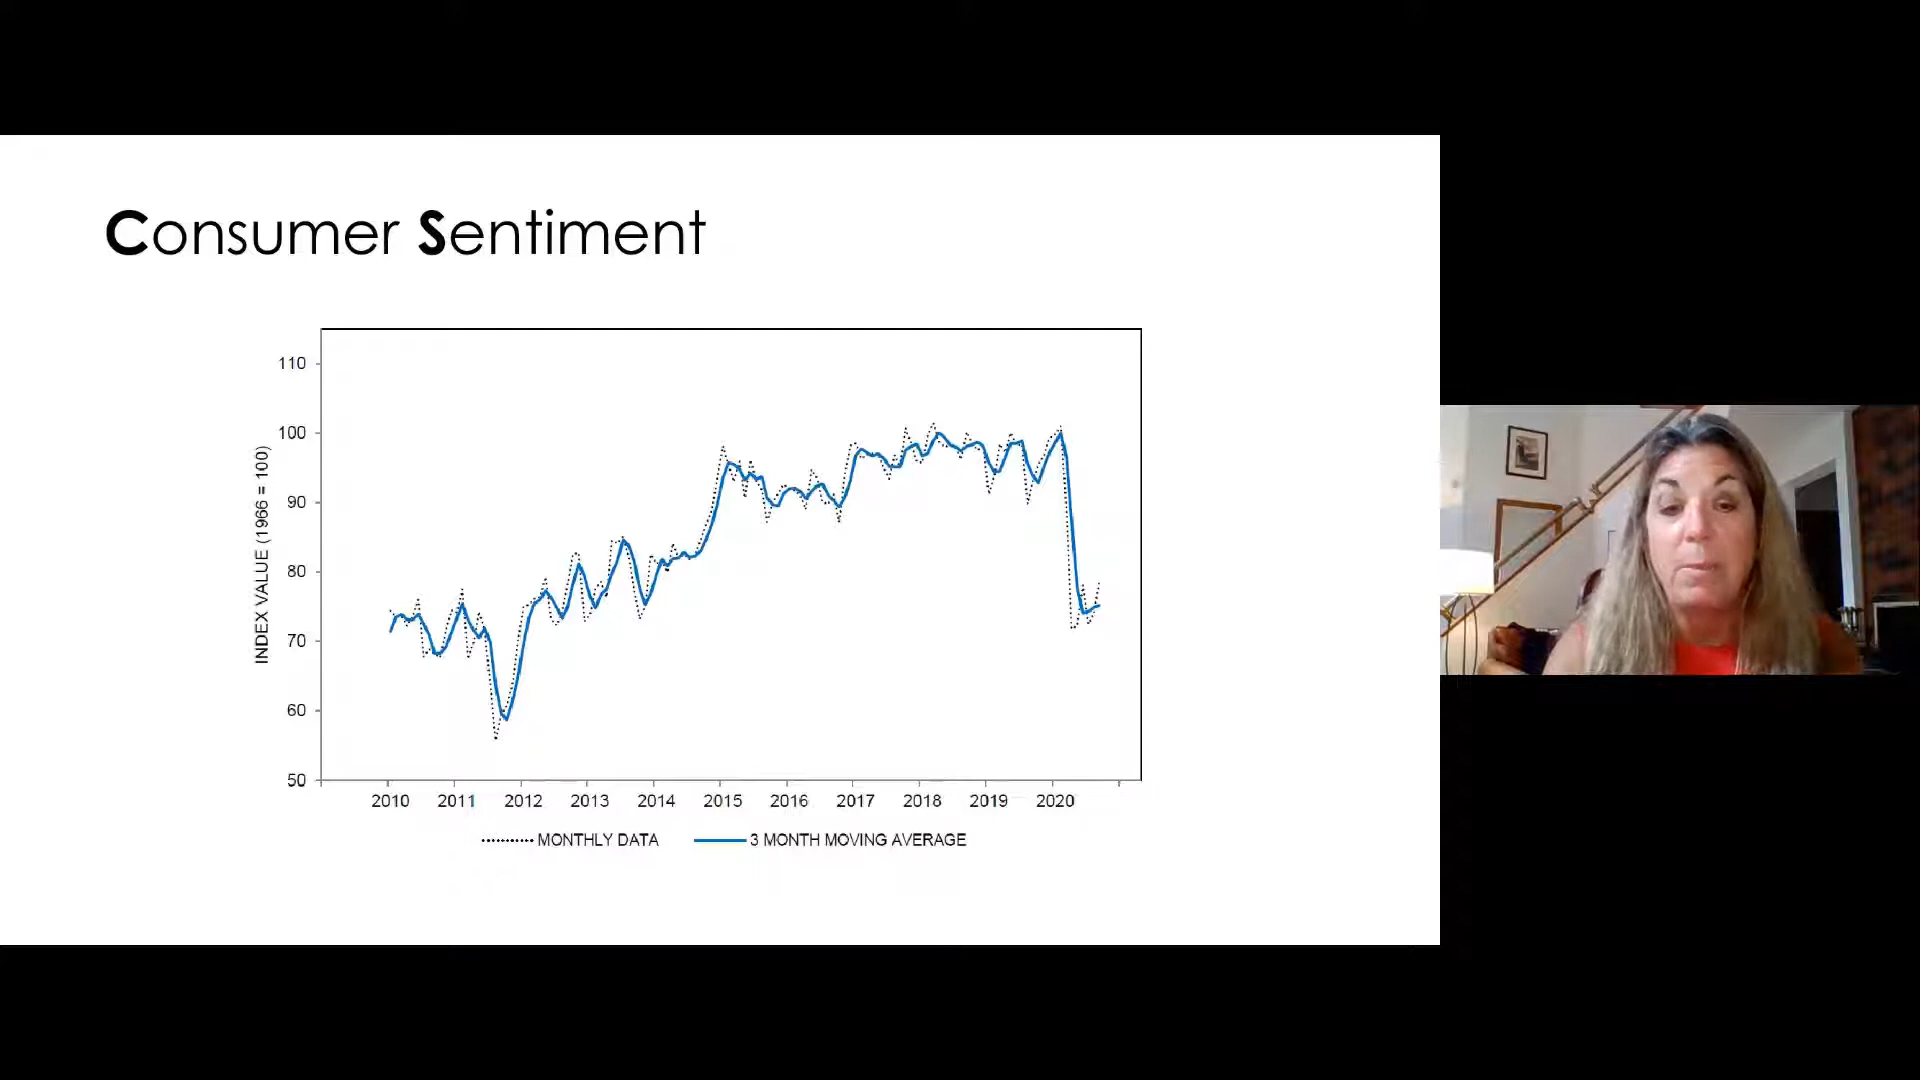 Consumer Sentiment
INDEX VALUE (1966 = 100)
110
100
90
80
70
60
50
2010 2011 2012 2013 2014 2015 2016 2017 2018 2019 2020
MONTHLY DATA 3 MONTH MOVING AVERAGE